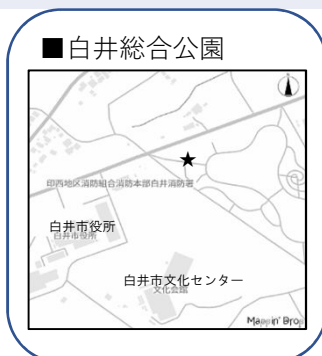 ■白井総合公園
★
印西地区消防組合消防本部白井消防署
白井市役所
白井市役所
白井市文化センター
文化会館